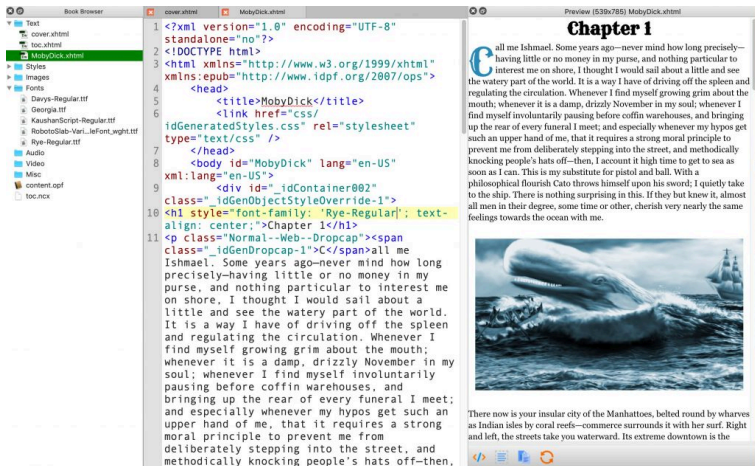 Book Browser
Text
cover.xhtml
toc.xhtml
MobyDick.xhtml
Styles
Images
Fonts
Davys-Regular.ttf
Georgia.ttf
KaushanScript-Regular.ttf
RobotoSlab-Vari...leFont_wght.ttf
Rye-Regular.ttf
Audio
Video
Misc
content.opf
toc.ncx
cover.xhtml
MobyDick.xhtml
1 <?xml version="1.0" encoding="UTF-8"
standalone="no"?>
2 <!DOCTYPE html>
3 <html xmlns="http://www.w3.org/1999/xhtml"
xmlns:epub="http://www.idpf.org/2007/ops">
4 <head>
5 <title>MobyDick</title>
6 <link href="css/
idGeneratedStyles.css" rel="stylesheet"
type="text/css" />
7 </head>
8 <body id="MobyDick" lang="en-US"
xml:lang="en-US">
9 <div id="_idContainer002"
class="_idGenObjectStyleOverride-1">
10 <h1 style="font-family: 'Rye-Regular'; text-
align: center;">Chapter 1</h1>
11 <p class="Normal--Web--Dropcap"><span
class="_idGenDropcap-1">C</span>all me
Ishmael. Some years ago—never mind how long
precisely—having little or no money in my
purse, and nothing particular to interest me
on shore, I thought I would sail about a
little and see the watery part of the world.
It is a way I have of driving off the spleen
and regulating the circulation. Whenever I
find myself growing grim about the mouth;
whenever it is a damp, drizzly November in my
soul; whenever I find myself involuntarily
pausing before coffin warehouses, and
bringing up the rear of every funeral I meet;
and especially whenever my hypos get such an
upper hand of me, that it requires a strong
moral principle to prevent me from
deliberately stepping into the street, and
methodically knocking people's hats off—then,
Preview (539x785) MobyDick.xhtml
Chapter 1
Call me Ishmael. Some years ago—never mind how long precisely—
having little or no money in my purse, and nothing particular to
interest me on shore, I thought I would sail about a little and see
the watery part of the world. It is a way I have of driving off the spleen and
regulating the circulation. Whenever I find myself growing grim about the
mouth; whenever it is a damp, drizzly November in my soul; whenever I
find myself involuntarily pausing before coffin warehouses, and bringing
up the rear of every funeral I meet; and especially whenever my hypos get
such an upper hand of me, that it requires a strong moral principle to
prevent me from deliberately stepping into the street, and methodically
knocking people's hats off—then, I account it high time to get to sea as
soon as I can. This is my substitute for pistol and ball. With a
philosophical flourish Cato throws himself upon his sword; I quietly take
to the ship. There is nothing surprising in this. If they but knew it, almost
all men in their degree, some time or other, cherish very nearly the same
feelings towards the ocean with me.
There now is your insular city of the Manhattoes, belted round by wharves
as Indian isles by coral reefs—commerce surrounds it with her surf. Right
and left, the streets take you waterward. Its extreme downtown is the